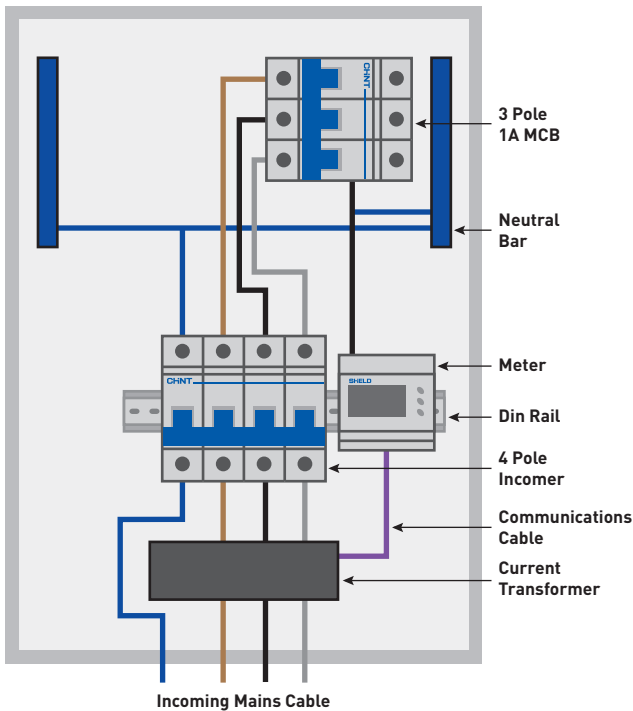 CHNT
3 Pole
1A MCB
Neutral
Bar
CHNT
SHELD
Meter
Din Rail
4 Pole
Incomer
Communications
Cable
Current
Transformer
Incoming Mains Cable